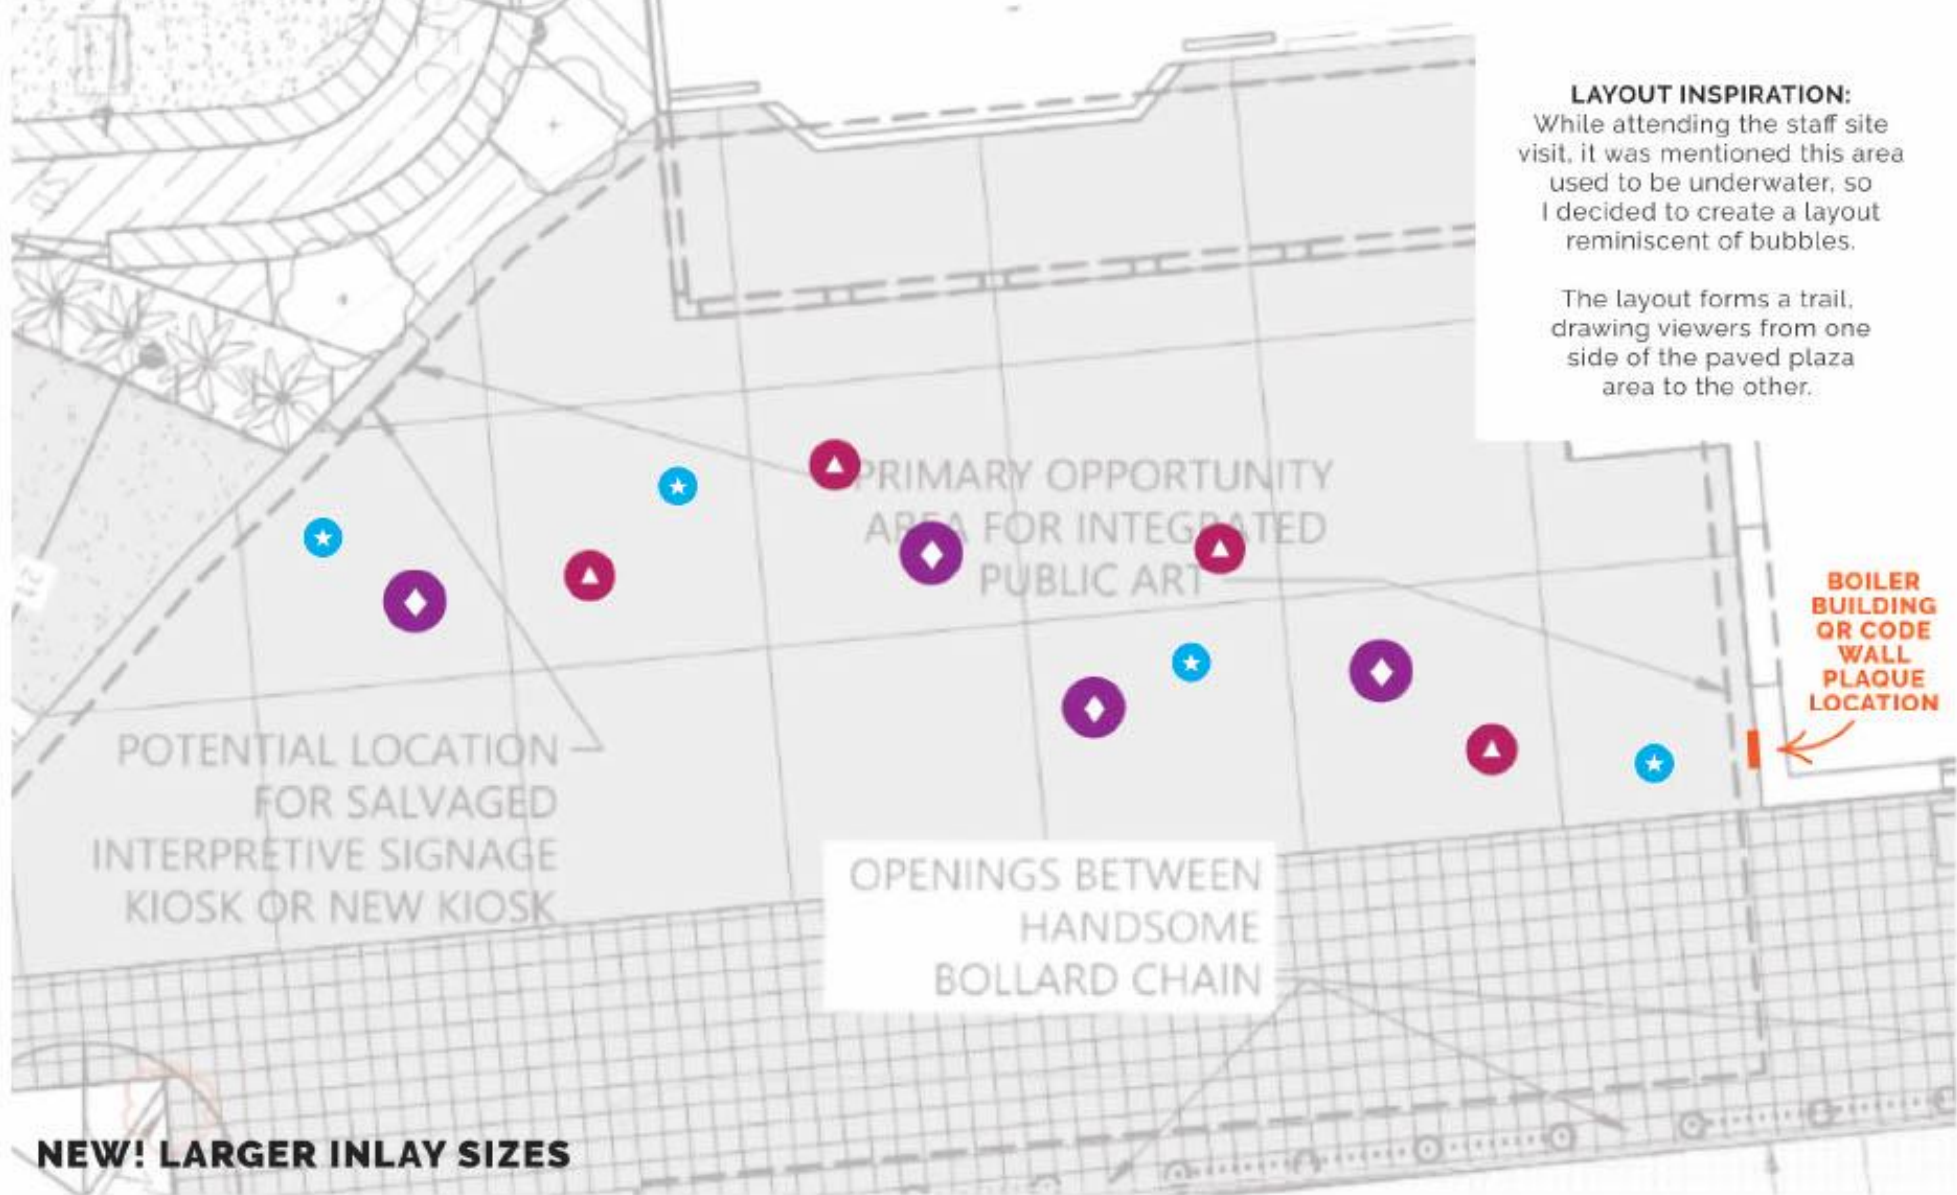 LAYOUT INSPIRATION:
While attending the staff site
visit, it was mentioned this area
used to be underwater, so
I decided to create a layout
reminiscent of bubbles.
The layout forms a trail,
drawing viewers from one
side of the paved plaza
area to the other.
PRIMARY OPPORTUNITY
AREA FOR INTEGRATED
PUBLIC ART
BOILER
BUILDING
QR CODE
WALL
PLAQUE
LOCATION
POTENTIAL LOCATION
FOR SALVAGED
INTERPRETIVE SIGNAGE
KIOSK OR NEW KIOSK
OPENINGS BETWEEN
HANDSOME
BOLLARD CHAIN
NEW! LARGER INLAY SIZES